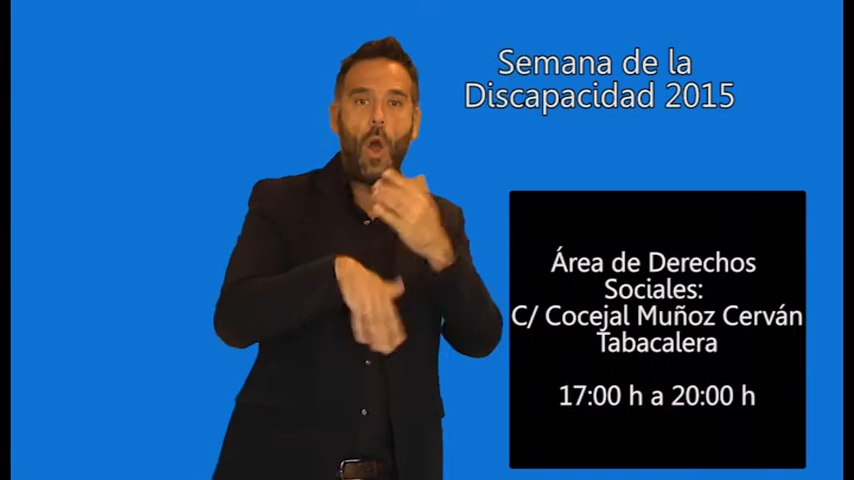 Semana de la
Discapacidad 2015
Área de Derechos
Sociales:
C/ Cocejal Muñoz Cerván
Tabacalera
17:00 h a 20:00 h